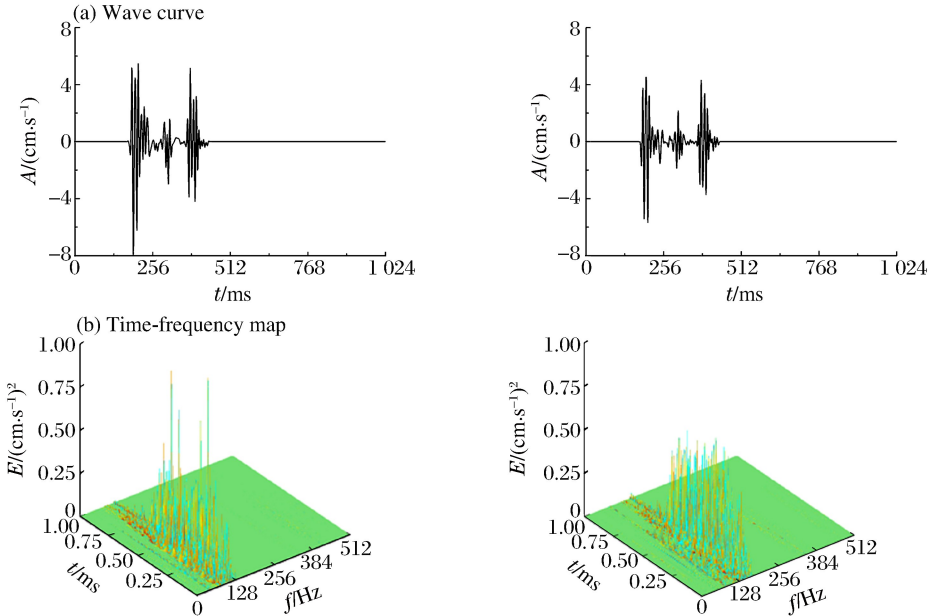 (a) Wave curve
8
4
0
−4
−8
A/(cm·s⁻¹)
0 256 512 768 1 024
t/ms
8
4
0
−4
−8
A/(cm·s⁻¹)
0 256 512 768 1 024
t/ms
(b) Time-frequency map
1.00
0.75
0.50
0.25
0
E/(cm·s⁻¹)²
1.00
0.75
0.50
0.25
0
t/ms
128
256
384
512
f/Hz
1.00
0.75
0.50
0.25
0
E/(cm·s⁻¹)²
1.00
0.75
0.50
0.25
0
t/ms
128
256
384
512
f/Hz